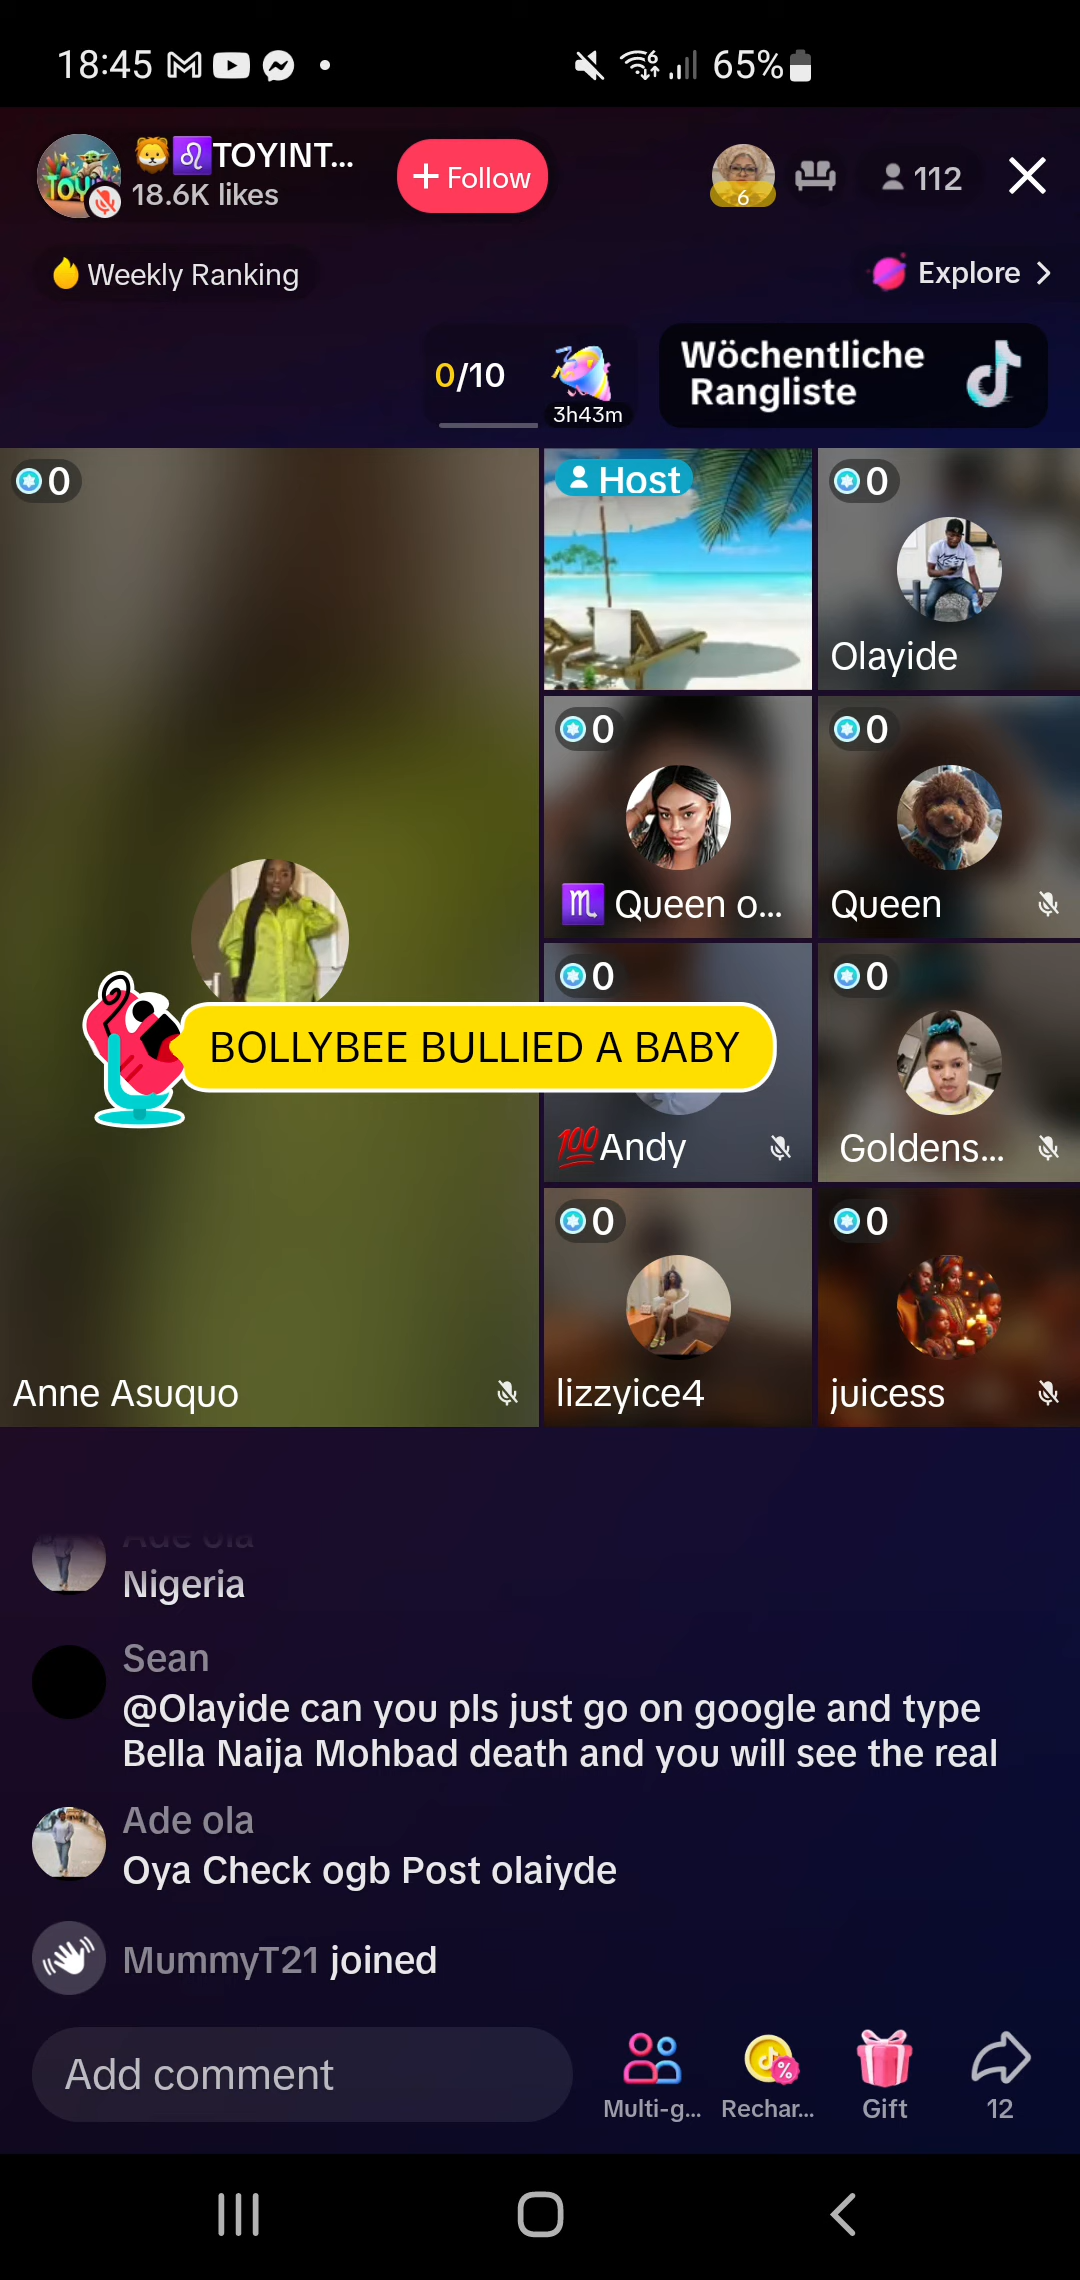 18:45
65%
🦁♌TOYINT...
18.6K likes
+ Follow
6
112
Weekly Ranking
Explore
0/10
3h43m
Wöchentliche
Rangliste
0
Host
0
Olayide
0
♏ Queen o...
0
Queen
BOLLYBEE BULLIED A BABY
0
💯Andy
0
Goldens...
Anne Asuquo
0
lizzyice4
0
juicess
Ade ola
Nigeria
Sean
@Olayide can you pls just go on google and type
Bella Naija Mohbad death and you will see the real
Ade ola
Oya Check ogb Post olaiyde
MummyT21 joined
Add comment
Multi-g...
Rechar...
Gift
12